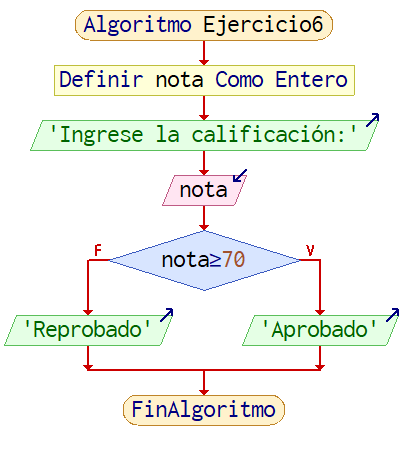 Algoritmo Ejercicio6
Definir nota Como Entero
'Ingrese la calificación:'
nota
nota≥70
F
V
'Reprobado'
'Aprobado'
FinAlgoritmo